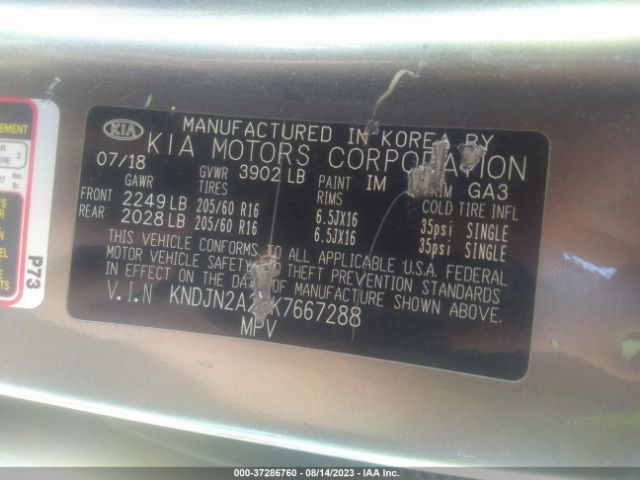 KIA
MANUFACTURED IN KOREA BY
KIA MOTORS CORPORATION
07/18 GVWR 3902 LB PAINT IM GA3
GAWR TIRES RIMS COLD TIRE INFL
FRONT 2249 LB 205/60 R16 6.5JX16 35psi SINGLE
REAR 2028 LB 205/60 R16 6.5JX16 35psi SINGLE
THIS VEHICLE CONFORMS TO ALL APPLICABLE U.S.A. FEDERAL
MOTOR VEHICLE SAFETY THEFT PREVENTION STANDARDS
IN EFFECT ON THE DATE OF MANUFACTURE SHOWN ABOVE.
V.I.N KNDJN2A K7667288
MPV
EMENT
3
P73
000-37286760 - 08/14/2023 - IAA Inc.